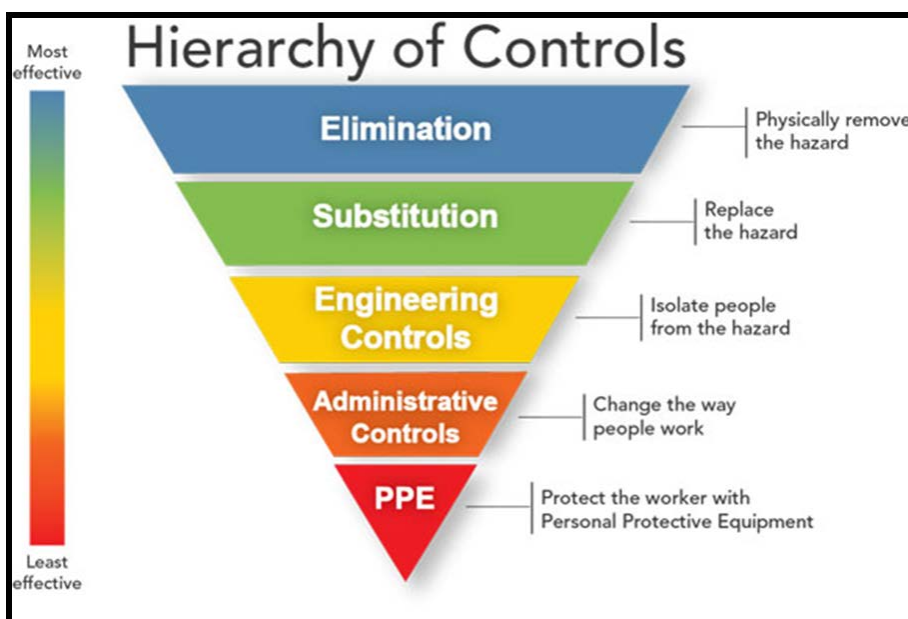 Hierarchy of Controls
Most
effective
Elimination
Physically remove
the hazard
Substitution
Replace
the hazard
Engineering
Controls
Isolate people
from the hazard
Administrative
Controls
Change the way
people work
PPE
Protect the worker with
Personal Protective Equipment
Least
effective